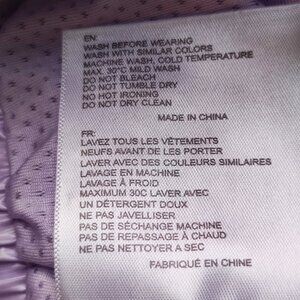 EN:
WASH BEFORE WEARING
WASH WITH SIMILAR COLORS
MACHINE WASH, COLD TEMPERATURE
MAX. 30°C MILD WASH
DO NOT BLEACH
DO NOT TUMBLE DRY
NO HOT IRONING
DO NOT DRY CLEAN
MADE IN CHINA
FR:
LAVEZ TOUS LES VÊTEMENTS
NEUFS AVANT DE LES PORTER
LAVER AVEC DES COULEURS SIMILAIRES
LAVAGE EN MACHINE
LAVAGE À FROID
MAXIMUM 30C LAVER AVEC
UN DÉTERGENT DOUX
NE PAS JAVELLISER
PAS DE SÉCHANGE MACHINE
PAS DE REPASSAGE À CHAUD
NE PAS NETTOYER A SEC
FABRIQUÉ EN CHINE